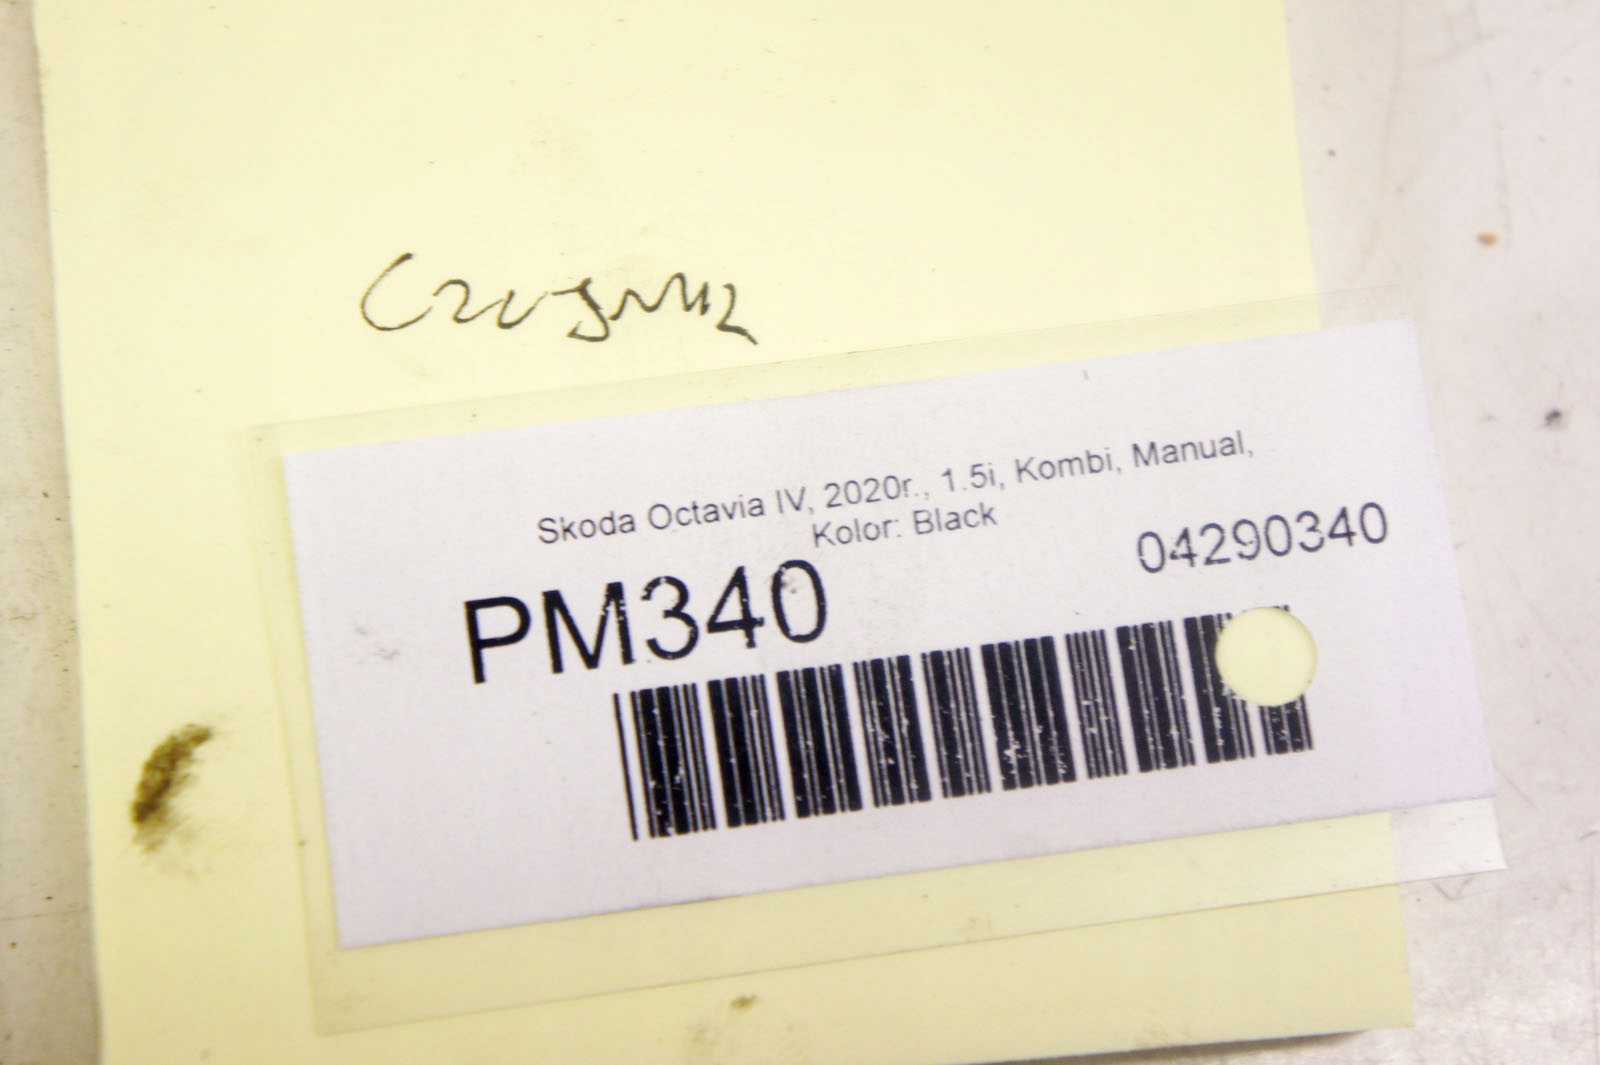 Skoda Octavia IV, 2020r., 1.5i, Kombi, Manual,
Kolor: Black
PM340
04290340